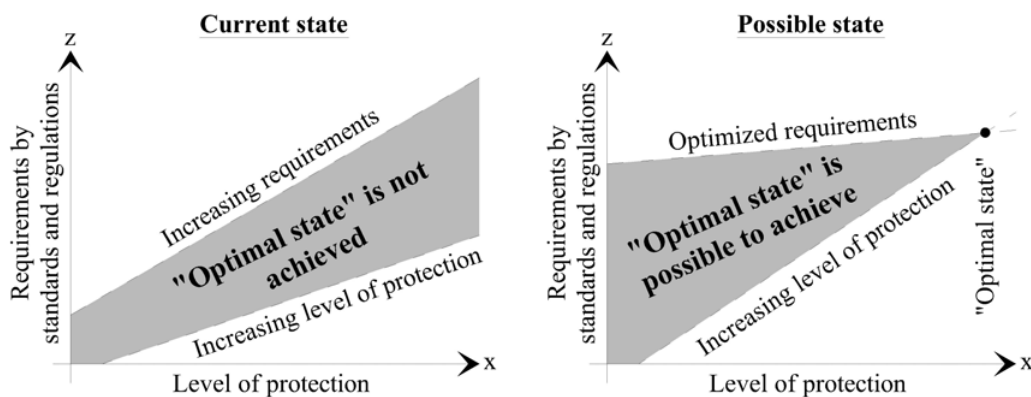 Current state
z
Requirements by
standards and regulations
Increasing requirements
"Optimal state" is not
achieved
Increasing level of protection
x
Level of protection
Possible state
z
Requirements by
standards and regulations
Optimized requirements
"Optimal state" is
possible to achieve
Increasing level of protection
"Optimal state"
x
Level of protection